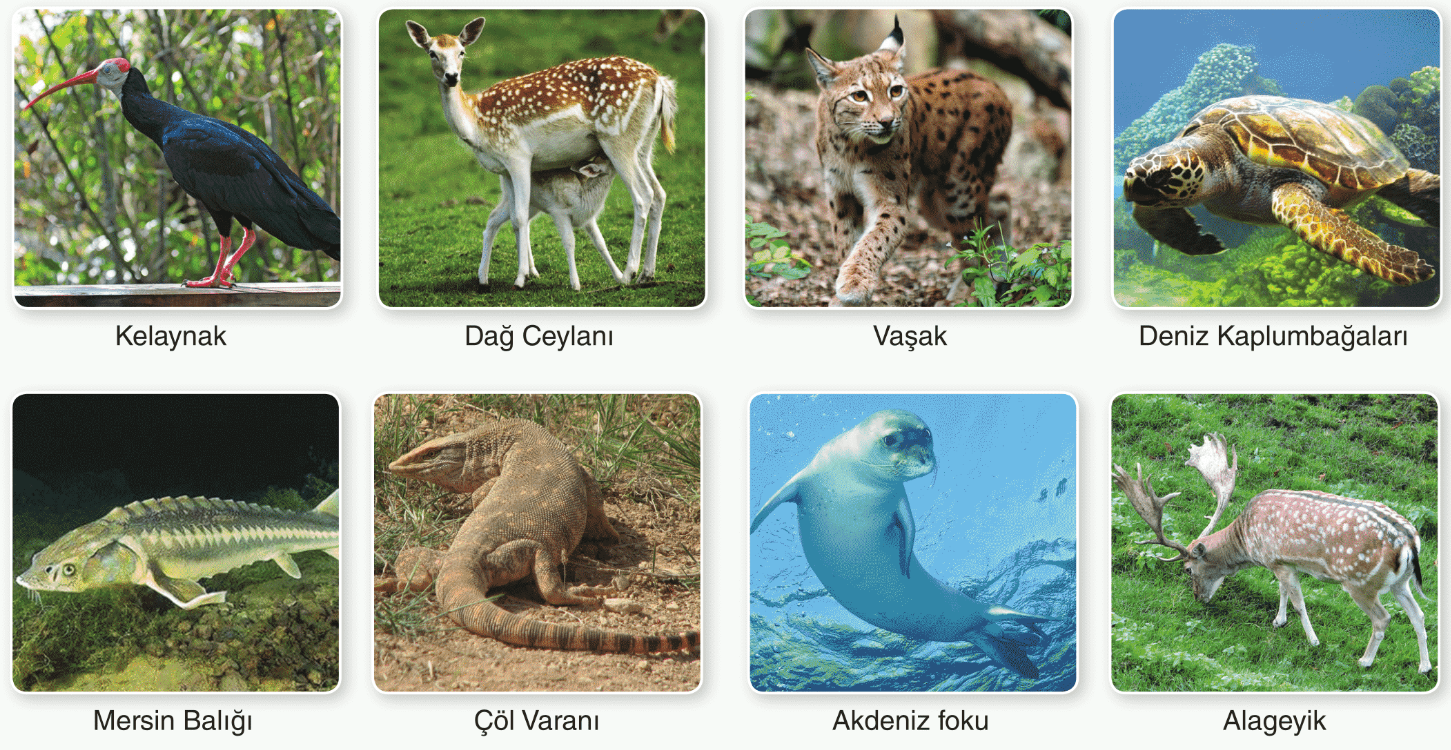 Kelaynak
Dağ Ceylanı
Vaşak
Deniz Kaplumbağaları
Mersin Balığı
Çöl Varanı
Akdeniz foku
Alageyik